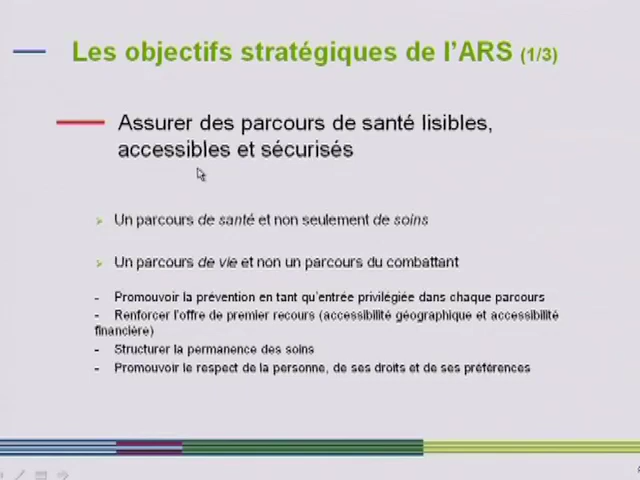 Les objectifs stratégiques de l'ARS (1/3)
Assurer des parcours de santé lisibles,
accessibles et sécurisés
Un parcours de santé et non seulement de soins
Un parcours de vie et non un parcours du combattant
- Promouvoir la prévention en tant qu'entrée privilégiée dans chaque parcours
- Renforcer l'offre de premier recours (accessibilité géographique et accessibilité
financière)
- Structurer la permanence des soins
- Promouvoir le respect de la personne, de ses droits et de ses préférences